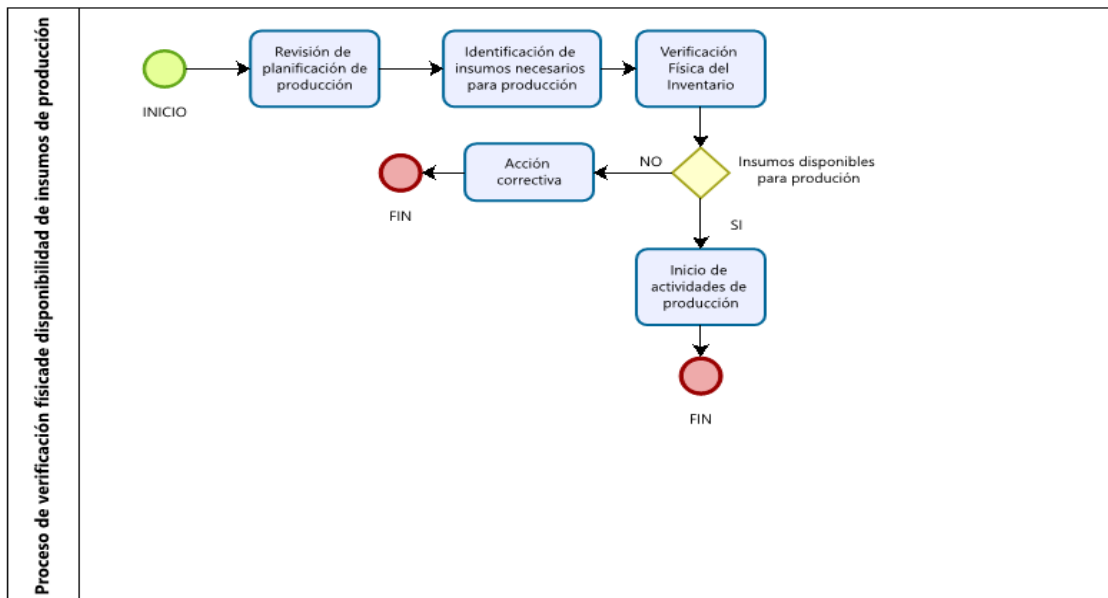 Proceso de verificación físicade disponibilidad de insumos de producción
INICIO
Revisión de
planificación de
producción
Identificación de
insumos necesarios
para producción
Verificación
Física del
Inventario
Insumos disponibles
para produción
NO
Acción
correctiva
FIN
SI
Inicio de
actividades de
producción
FIN